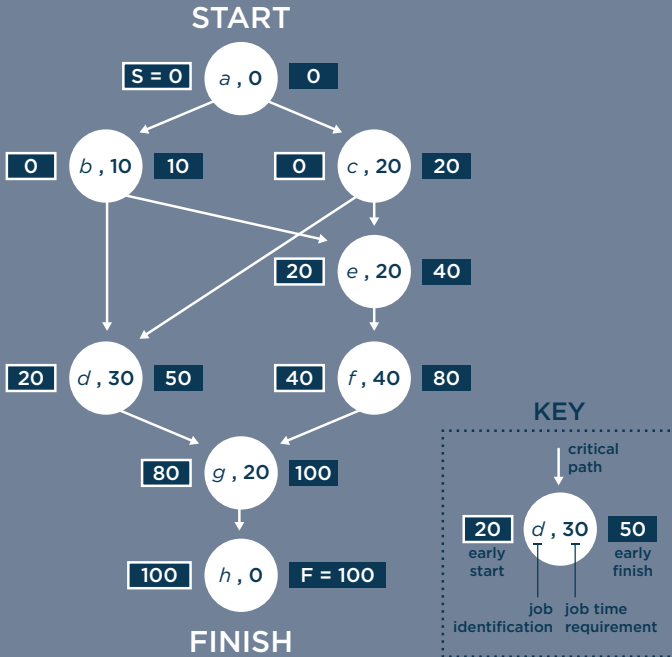 START
S = 0 a , 0 0
0 b , 10 10 0 c , 20 20
20 e , 20 40
20 d , 30 50 40 f , 40 80
80 g , 20 100
100 h , 0 F = 100
FINISH
KEY
critical
path
20 d , 30 50
early
start
early
finish
job
identification
job time
requirement